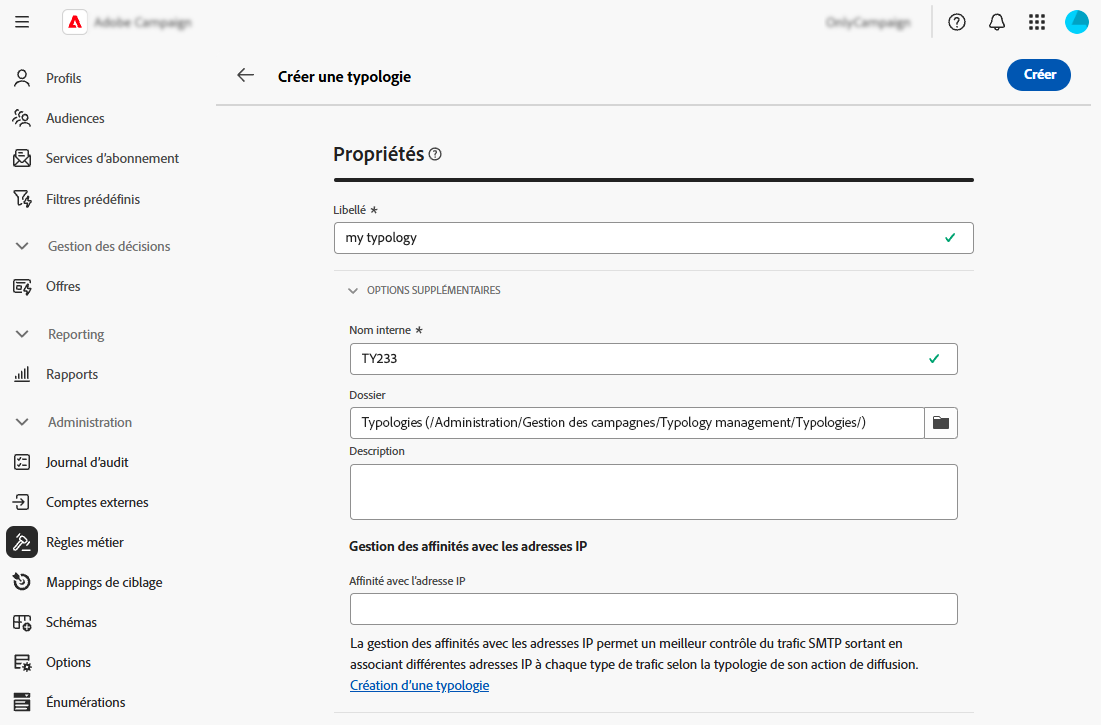 Adobe Campaign
OnlyCampaign
Profils
Audiences
Services d'abonnement
Filtres prédéfinis
Gestion des décisions
Offres
Reporting
Rapports
Administration
Journal d'audit
Comptes externes
Règles métier
Mappings de ciblage
Schémas
Options
Énumérations
Créer une typologie
Créer
Propriétés
Libellé *
my typology
OPTIONS SUPPLÉMENTAIRES
Nom interne *
TY233
Dossier
Typologies (/Administration/Gestion des campagnes/Typology management/Typologies/)
Description
Gestion des affinités avec les adresses IP
Affinité avec l'adresse IP
La gestion des affinités avec les adresses IP permet un meilleur contrôle du trafic SMTP sortant en
associant différentes adresses IP à chaque type de trafic selon la typologie de son action de diffusion.
Création d'une typologie